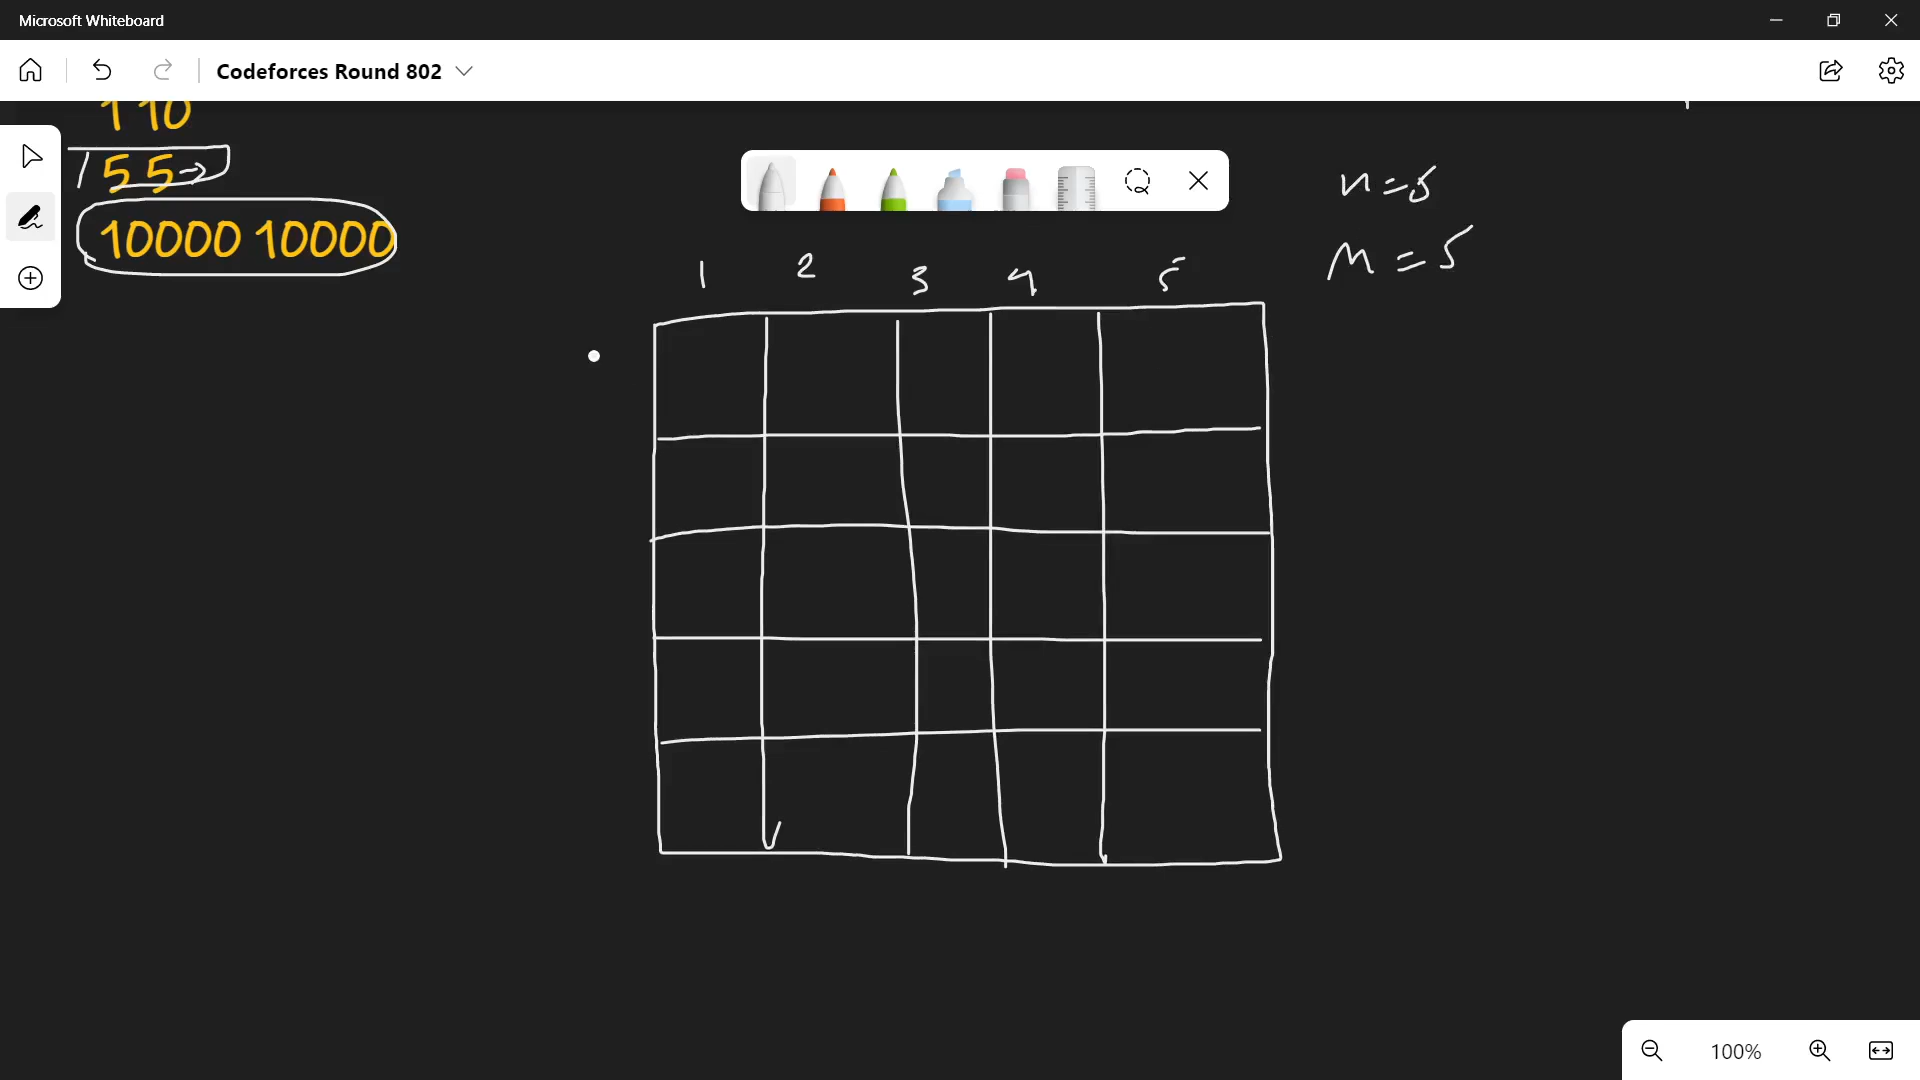 Microsoft Whiteboard
Codeforces Round 802
1 10
5 5
10000 10000
n=5
M=5
1 2 3 4 5
100%